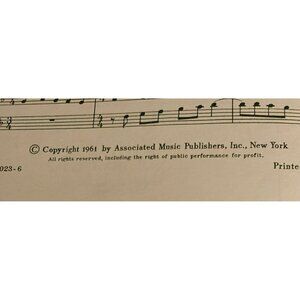 © Copyright 1961 by Associated Music Publishers, Inc., New York
All rights reserved, including the right of public performance for profit.
023-6
Printe